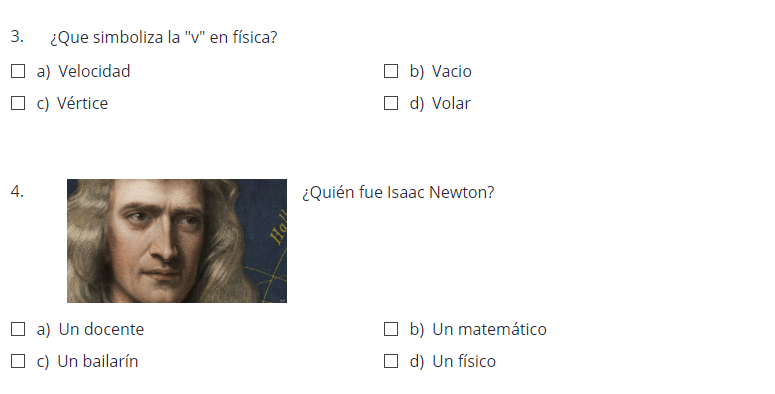 3. ¿Que simboliza la "v" en física?
a) Velocidad
b) Vacio
c) Vértice
d) Volar
4. ¿Quién fue Isaac Newton?
a) Un docente
b) Un matemático
c) Un bailarín
d) Un físico